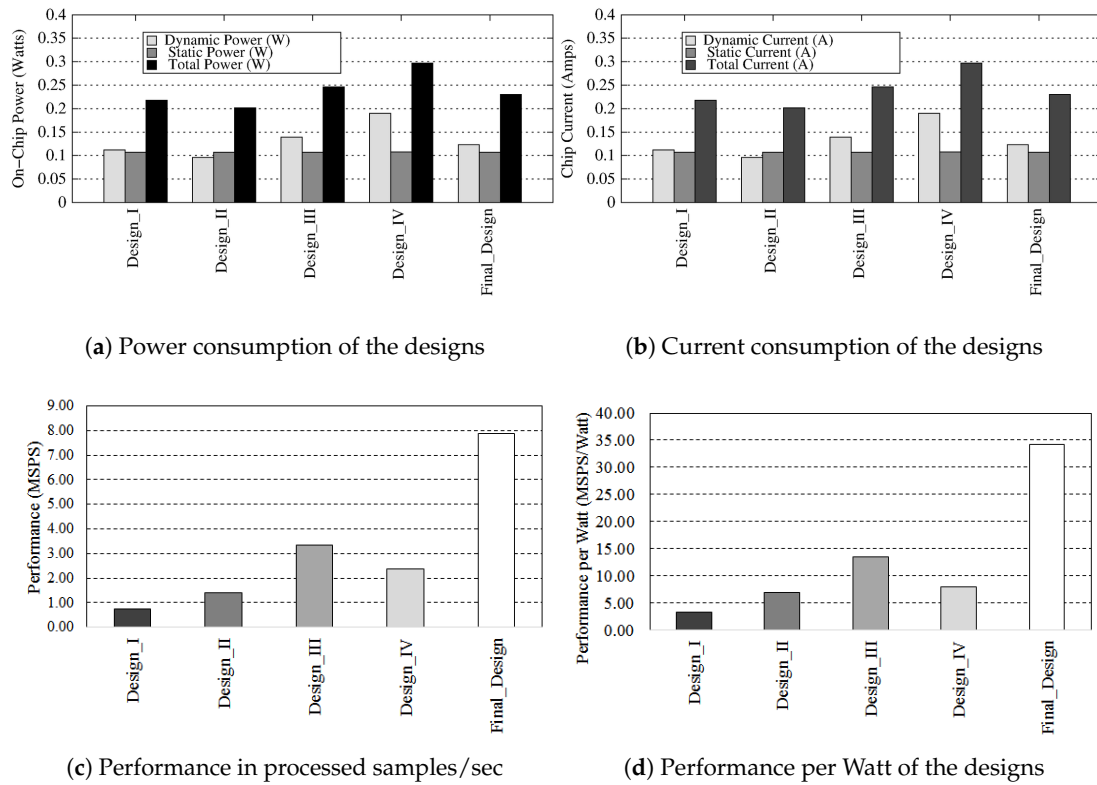 0.4
0.35
0.3
0.25
0.2
0.15
0.1
0.05
0
On−Chip Power (Watts)
Dynamic Power (W)
Static Power (W)
Total Power (W)
Design_I
Design_II
Design_III
Design_IV
Final_Design
(a) Power consumption of the designs
0.4
0.35
0.3
0.25
0.2
0.15
0.1
0.05
0
Chip Current (Amps)
Dynamic Current (A)
Static Current (A)
Total Current (A)
Design_I
Design_II
Design_III
Design_IV
Final_Design
(b) Current consumption of the designs
9.00
8.00
7.00
6.00
5.00
4.00
3.00
2.00
1.00
0.00
Performance (MSPS)
Design_I
Design_II
Design_III
Design_IV
Final_Design
(c) Performance in processed samples/sec
40.00
35.00
30.00
25.00
20.00
15.00
10.00
5.00
0.00
Performance per Watt (MSPS/Watt)
Design_I
Design_II
Design_III
Design_IV
Final_Design
(d) Performance per Watt of the designs